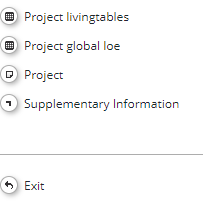 Project livingtables
Project global loe
Project
Supplementary Information
Exit